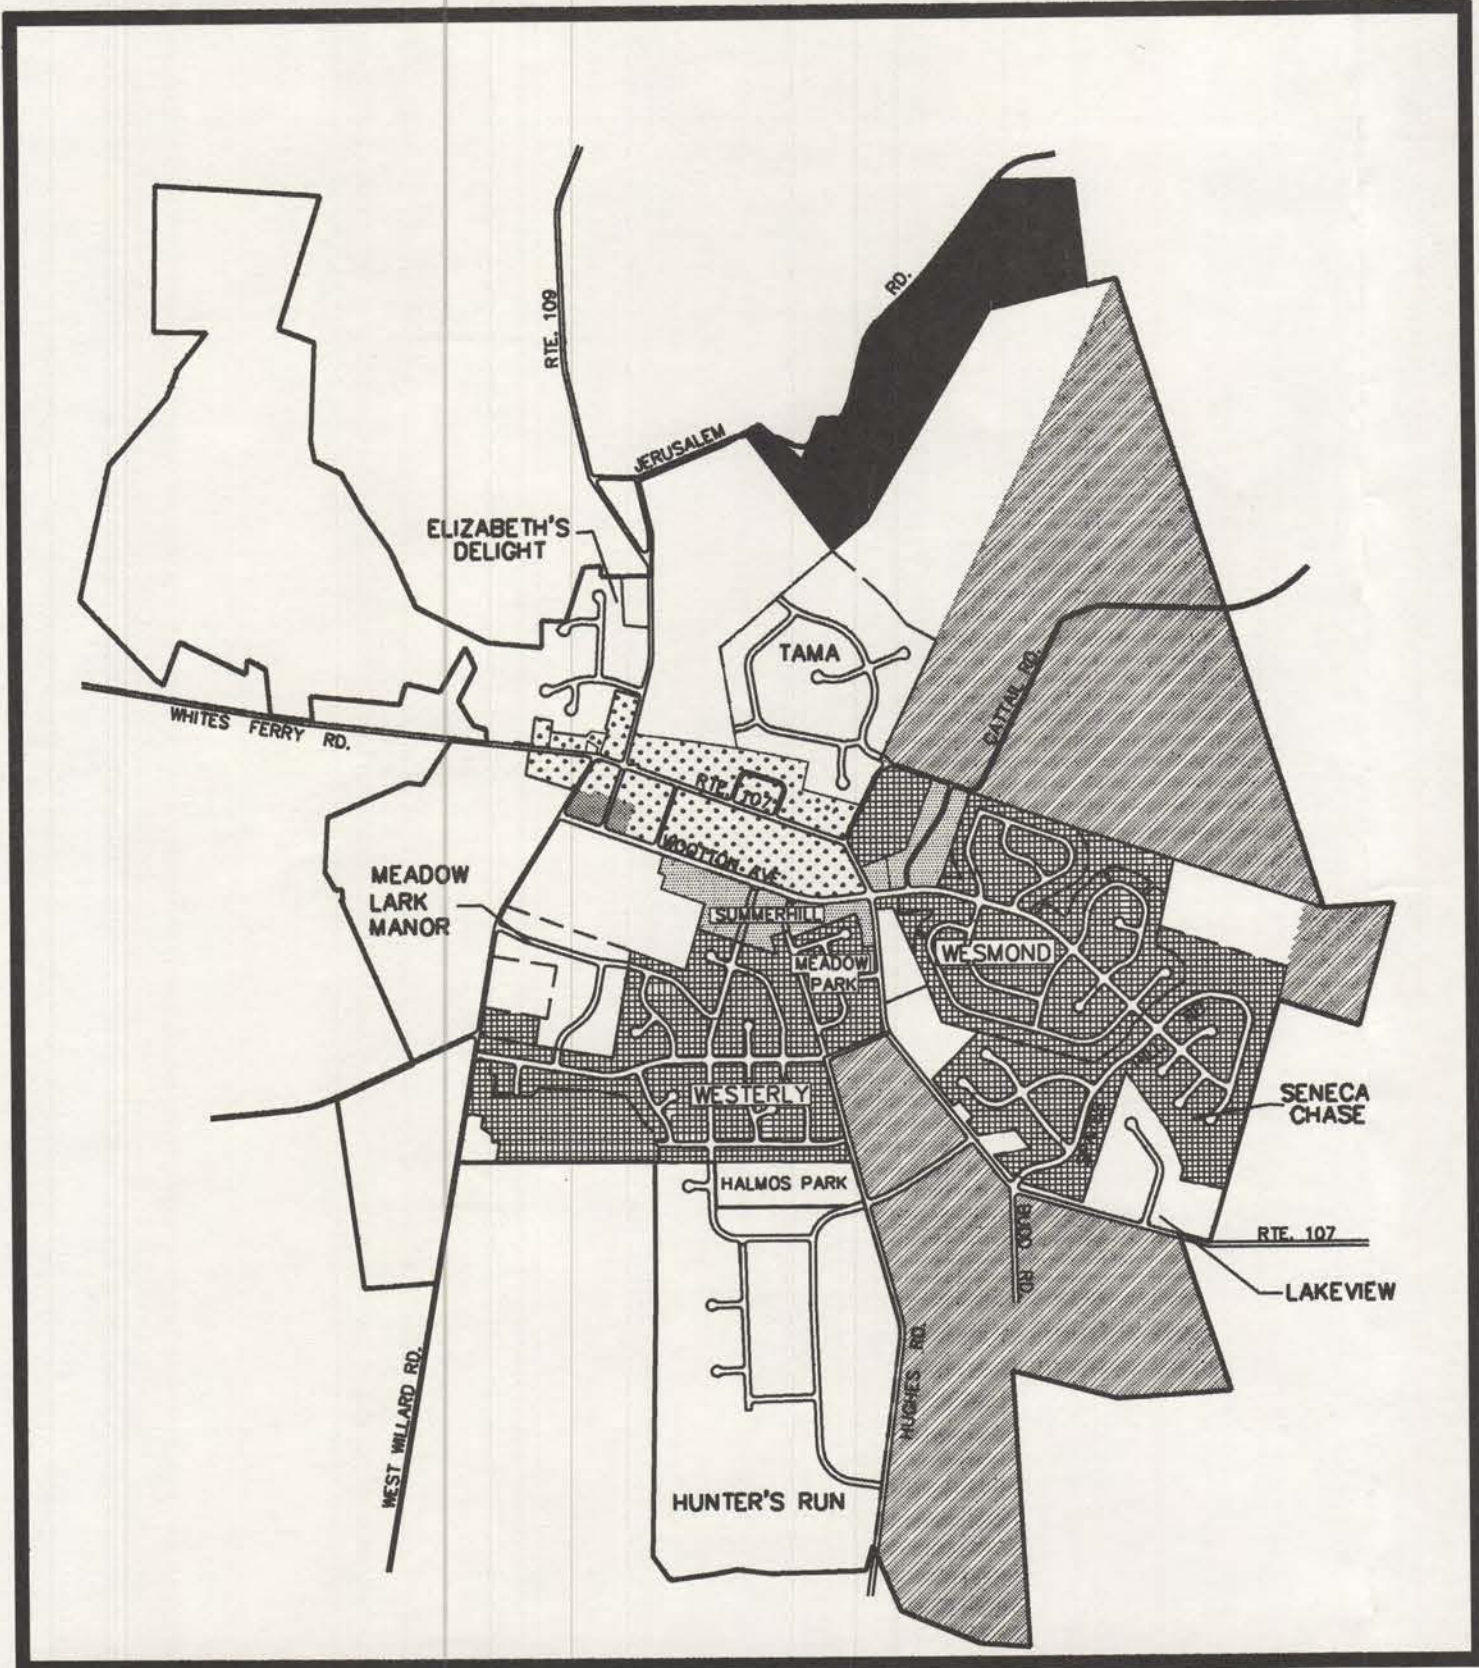 RTE. 109
RD.
JERUSALEM
ELIZABETH'S
DELIGHT
TAMA
CATTAIL RD.
WHITES FERRY RD.
RTE. 107
WOOTTON AVE
MEADOW
LARK
MANOR
SUMMERHILL
MEADOW
PARK
WESMOND
WESTERLY
SENECA
CHASE
HALMOS PARK
BUDD RD.
RTE. 107
LAKEVIEW
HUGHES RD.
WEST WILLARD RD.
HUNTER'S RUN